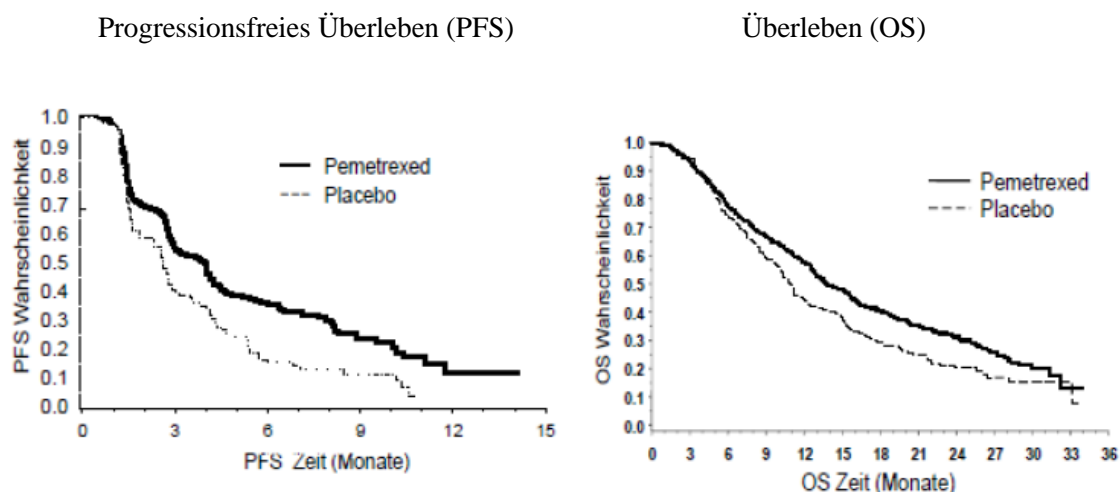 Progressionsfreies Überleben (PFS)
Überleben (OS)
PFS Wahrscheinlichkeit
1.0
0.9
0.8
0.7
0.6
0.5
0.4
0.3
0.2
0.1
0.0
Pemetrexed
Placebo
0 3 6 9 12 15
PFS Zeit (Monate)
OS Wahrscheinlichkeit
1.0
0.9
0.8
0.7
0.6
0.5
0.4
0.3
0.2
0.1
0.0
Pemetrexed
Placebo
0 3 6 9 12 15 18 21 24 27 30 33 36
OS Zeit (Monate)